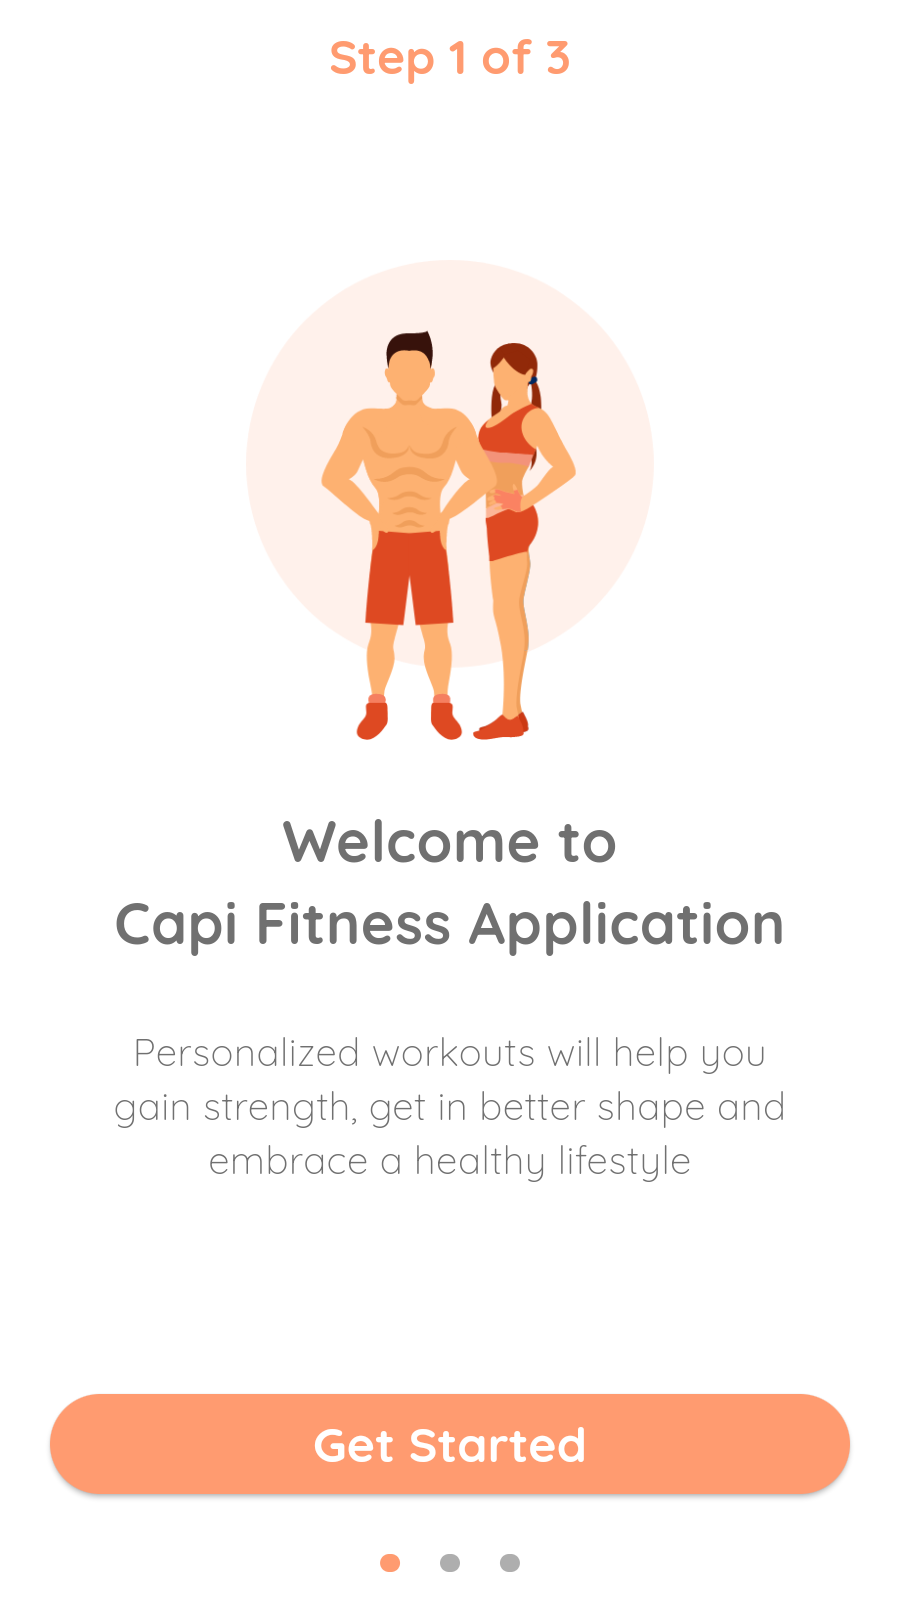 Step 1 of 3
Welcome to
Capi Fitness Application
Personalized workouts will help you
gain strength, get in better shape and
embrace a healthy lifestyle
Get Started